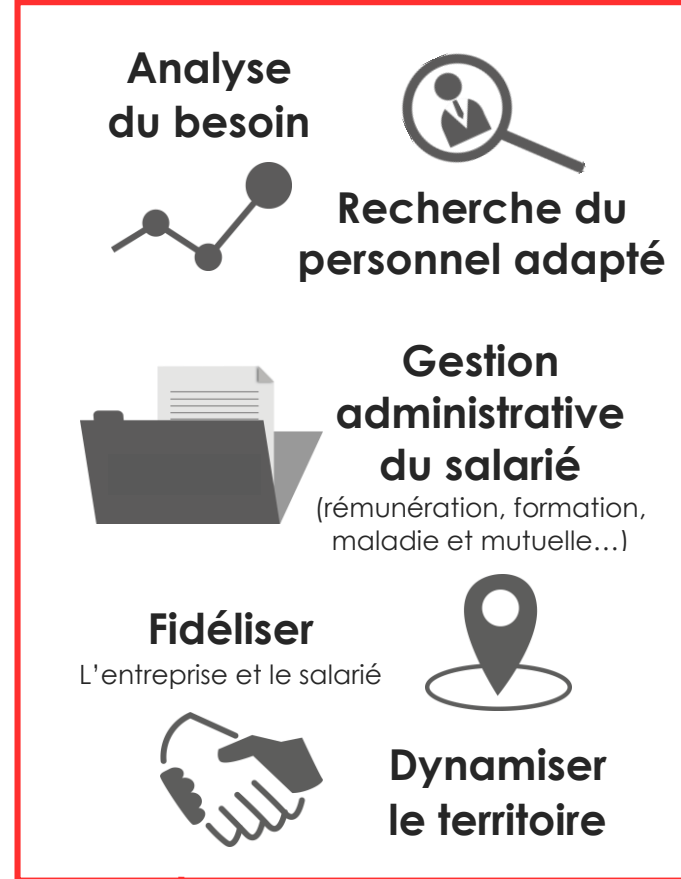 Analyse
du besoin
Recherche du
personnel adapté
Gestion
administrative
du salarié
(rémunération, formation,
maladie et mutuelle…)
Fidéliser
L'entreprise et le salarié
Dynamiser
le territoire